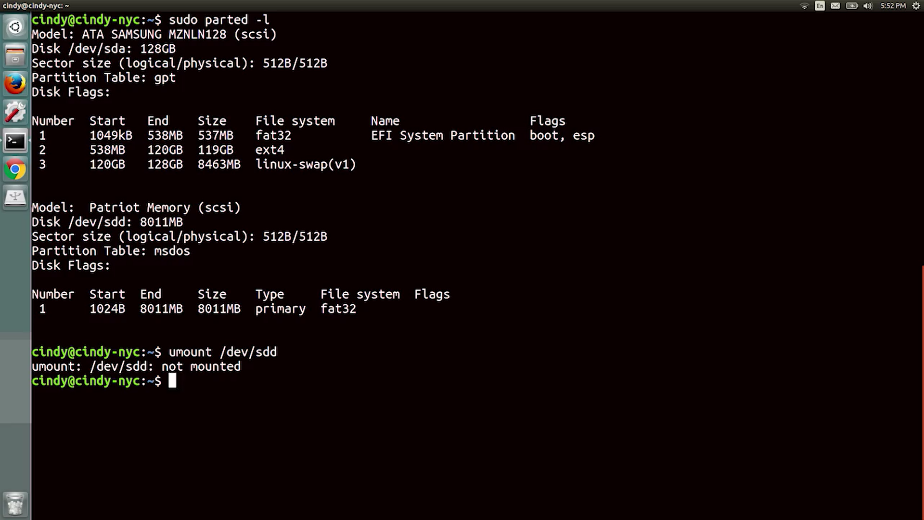 cindy@cindy-nyc: ~
En
5:52 PM
cindy@cindy-nyc:~$ sudo parted -l
Model: ATA SAMSUNG MZNLN128 (scsi)
Disk /dev/sda: 128GB
Sector size (logical/physical): 512B/512B
Partition Table: gpt
Disk Flags:
Number Start End Size File system Name Flags
1 1049kB 538MB 537MB fat32 EFI System Partition boot, esp
2 538MB 120GB 119GB ext4
3 120GB 128GB 8463MB linux-swap(v1)
Model: Patriot Memory (scsi)
Disk /dev/sdd: 8011MB
Sector size (logical/physical): 512B/512B
Partition Table: msdos
Disk Flags:
Number Start End Size Type File system Flags
1 1024B 8011MB 8011MB primary fat32
cindy@cindy-nyc:~$ umount /dev/sdd
umount: /dev/sdd: not mounted
cindy@cindy-nyc:~$